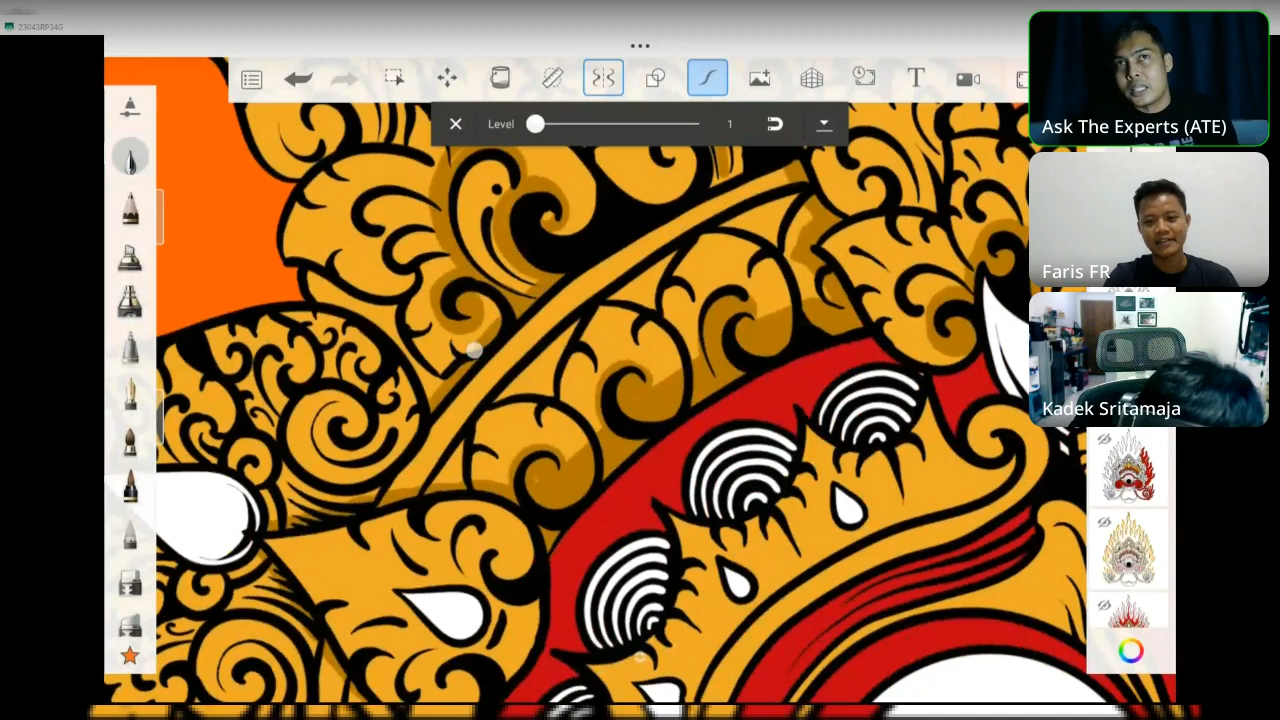 23043RP34G
Level 1
T
Ask The Experts (ATE)
Faris FR
Kadek Sritamaja